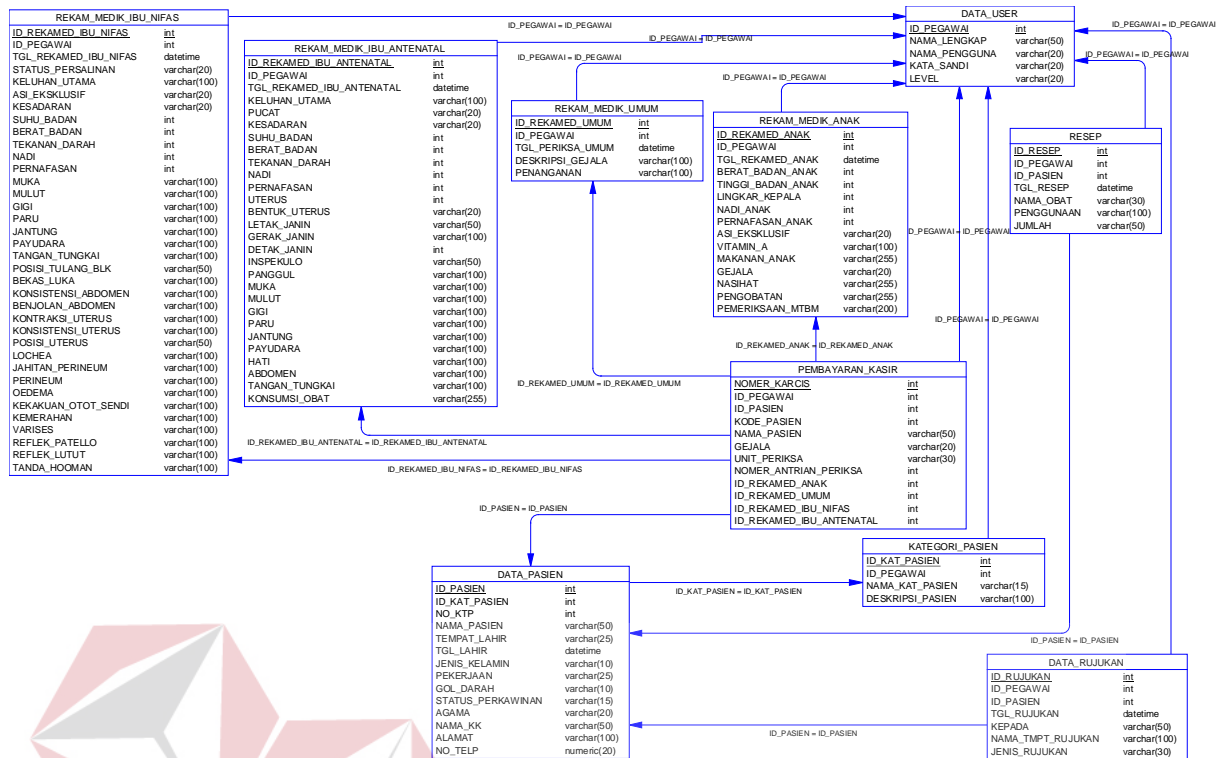 REKAM_MEDIK_IBU_NIFAS
ID_REKAMED_IBU_NIFAS int
ID_PEGAWAI int
TGL_REKAMED_IBU_NIFAS datetime
STATUS_PERSALINAN varchar(20)
KELUHAN_UTAMA varchar(100)
ASI_EKSKLUSIF varchar(20)
KESADARAN varchar(20)
SUHU_BADAN int
BERAT_BADAN int
TEKANAN_DARAH int
NADI int
PERNAFASAN int
MUKA varchar(100)
MULUT varchar(100)
GIGI varchar(100)
PARU varchar(100)
JANTUNG varchar(100)
PAYUDARA varchar(100)
TANGAN_TUNGKAI varchar(100)
POSISI_TULANG_BLK varchar(50)
BEKAS_LUKA varchar(100)
KONSISTENSI_ABDOMEN varchar(100)
BENJOLAN_ABDOMEN varchar(100)
KONTRAKSI_UTERUS varchar(100)
KONSISTENSI_UTERUS varchar(100)
POSISI_UTERUS varchar(50)
LOCHEA varchar(100)
JAHITAN_PERINEUM varchar(100)
PERINEUM varchar(100)
OEDEMA varchar(100)
KEKAKUAN_OTOT_SENDI varchar(100)
KEMERAHAN varchar(100)
VARISES varchar(100)
REFLEK_PATELLO varchar(100)
REFLEK_LUTUT varchar(100)
TANDA_HOOMAN varchar(100)
REKAM_MEDIK_IBU_ANTENATAL
ID_REKAMED_IBU_ANTENATAL int
ID_PEGAWAI int
TGL_REKAMED_IBU_ANTENATAL datetime
KELUHAN_UTAMA varchar(100)
PUCAT varchar(20)
KESADARAN varchar(20)
SUHU_BADAN int
BERAT_BADAN int
TEKANAN_DARAH int
NADI int
PERNAFASAN int
UTERUS int
BENTUK_UTERUS varchar(20)
LETAK_JANIN varchar(50)
GERAK_JANIN varchar(100)
DETAK_JANIN int
INSPEKULO varchar(50)
PANGGUL varchar(100)
MUKA varchar(100)
MULUT varchar(100)
GIGI varchar(100)
PARU varchar(100)
JANTUNG varchar(100)
PAYUDARA varchar(100)
HATI varchar(100)
ABDOMEN varchar(100)
TANGAN_TUNGKAI varchar(100)
KONSUMSI_OBAT varchar(255)
REKAM_MEDIK_UMUM
ID_REKAMED_UMUM int
ID_PEGAWAI int
TGL_PERIKSA_UMUM datetime
DESKRIPSI_GEJALA varchar(100)
PENANGANAN varchar(100)
REKAM_MEDIK_ANAK
ID_REKAMED_ANAK int
ID_PEGAWAI int
TGL_REKAMED_ANAK datetime
BERAT_BADAN_ANAK int
TINGGI_BADAN_ANAK int
LINGKAR_KEPALA int
NADI_ANAK int
PERNAFASAN_ANAK int
ASI_EKSKLUSIF varchar(20)
VITAMIN_A varchar(100)
MAKANAN_ANAK varchar(255)
GEJALA varchar(20)
NASIHAT varchar(255)
PENGOBATAN varchar(255)
PEMERIKSAAN_MTBM varchar(200)
DATA_USER
ID_PEGAWAI int
NAMA_LENGKAP varchar(50)
NAMA_PENGGUNA varchar(20)
KATA_SANDI varchar(20)
LEVEL varchar(20)
RESEP
ID_RESEP int
ID_PEGAWAI int
ID_PASIEN int
TGL_RESEP datetime
NAMA_OBAT varchar(30)
PENGGUNAAN varchar(100)
JUMLAH varchar(50)
PEMBAYARAN_KASIR
NOMER_KARCIS int
ID_PEGAWAI int
ID_PASIEN int
KODE_PASIEN int
NAMA_PASIEN varchar(50)
GEJALA varchar(20)
UNIT_PERIKSA varchar(30)
NOMER_ANTRIAN_PERIKSA int
ID_REKAMED_ANAK int
ID_REKAMED_UMUM int
ID_REKAMED_IBU_NIFAS int
ID_REKAMED_IBU_ANTENATAL int
KATEGORI_PASIEN
ID_KAT_PASIEN int
ID_PEGAWAI int
NAMA_KAT_PASIEN varchar(15)
DESKRIPSI_PASIEN varchar(100)
DATA_PASIEN
ID_PASIEN int
ID_KAT_PASIEN int
NO_KTP int
NAMA_PASIEN varchar(50)
TEMPAT_LAHIR varchar(25)
TGL_LAHIR datetime
JENIS_KELAMIN varchar(10)
PEKERJAAN varchar(25)
GOL_DARAH varchar(10)
STATUS_PERKAWINAN varchar(15)
AGAMA varchar(20)
NAMA_KK varchar(50)
ALAMAT varchar(100)
NO_TELP numeric(20)
DATA_RUJUKAN
ID_RUJUKAN int
ID_PEGAWAI int
ID_PASIEN int
TGL_RUJUKAN datetime
KEPADA varchar(50)
NAMA_TMPT_RUJUKAN varchar(100)
JENIS_RUJUKAN varchar(30)
ID_PEGAWAI = ID_PEGAWAI
ID_PEGAWAI = ID_PEGAWAI
ID_PEGAWAI = ID_PEGAWAI
ID_PEGAWAI = ID_PEGAWAI
ID_PEGAWAI = ID_PEGAWAI
ID_PEGAWAI = ID_PEGAWAI
ID_PEGAWAI = ID_PEGAWAI
ID_PEGAWAI = ID_PEGAWAI
ID_REKAMED_ANAK = ID_REKAMED_ANAK
ID_REKAMED_UMUM = ID_REKAMED_UMUM
ID_REKAMED_IBU_ANTENATAL = ID_REKAMED_IBU_ANTENATAL
ID_REKAMED_IBU_NIFAS = ID_REKAMED_IBU_NIFAS
ID_PASIEN = ID_PASIEN
ID_KAT_PASIEN = ID_KAT_PASIEN
ID_PASIEN = ID_PASIEN
ID_PASIEN = ID_PASIEN